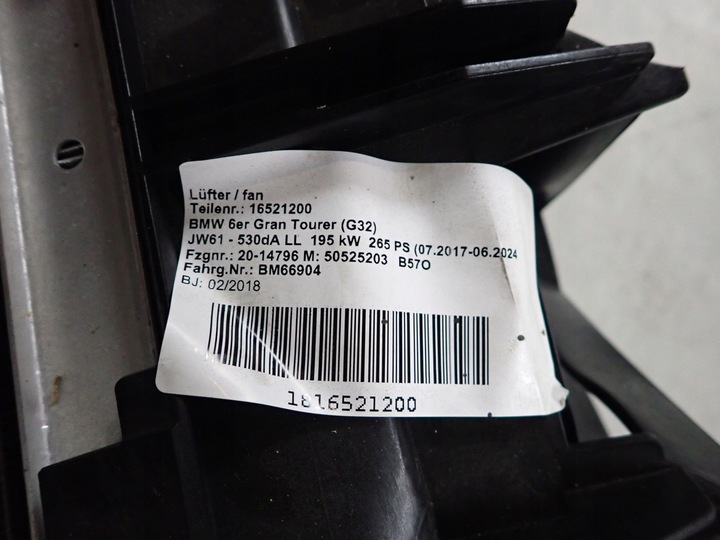 Lüfter / fan
Teilenr.: 16521200
BMW 6er Gran Tourer (G32)
JW61 - 530dA LL 195 kW 265 PS (07.2017-06.2024
Fzgnr.: 20-14796 M: 50525203 B57O
Fahrg.Nr.: BM66904
BJ: 02/2018
1816521200